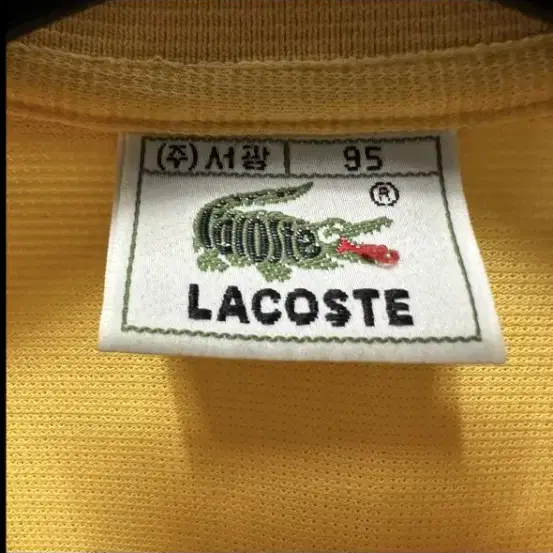 (주)서광 95
®
Lacoste
LACOSTE